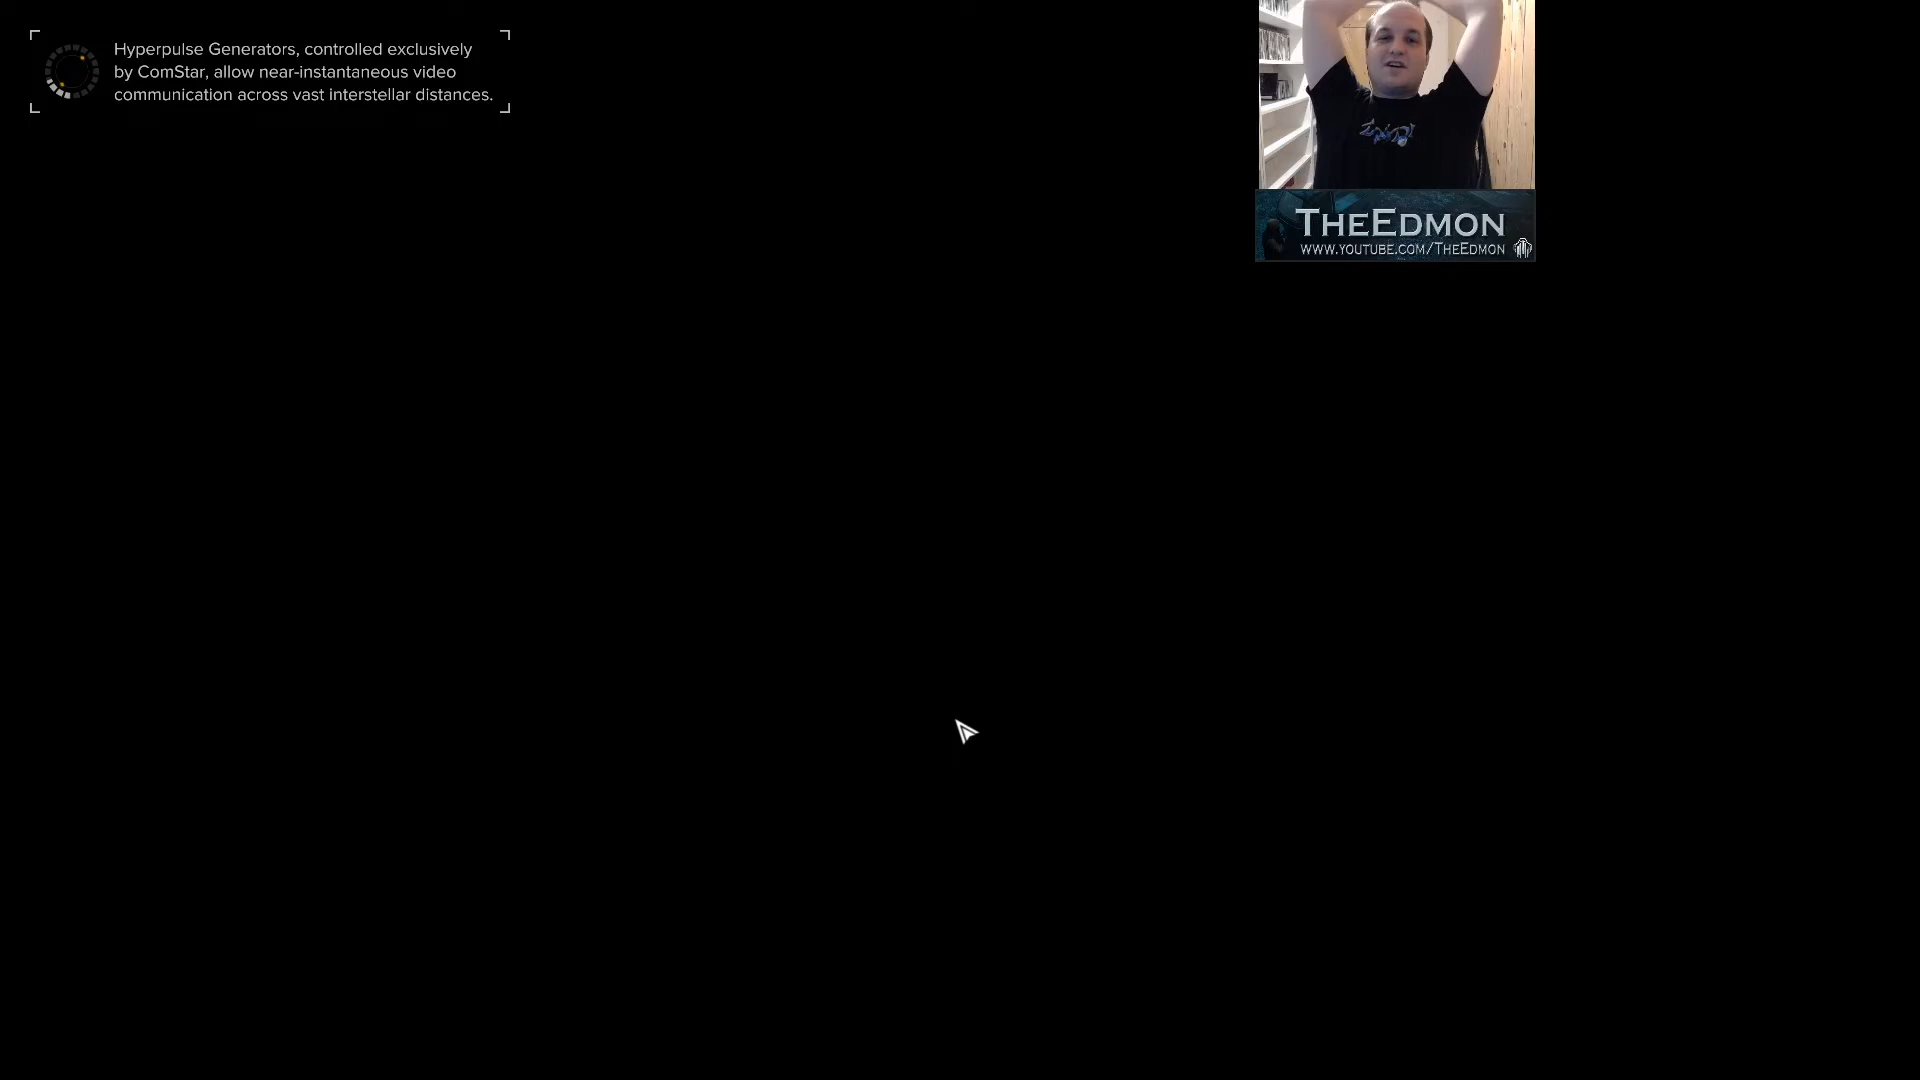 Hyperpulse Generators, controlled exclusively
by ComStar, allow near-instantaneous video
communication across vast interstellar distances.
TheEdmon
www.youtube.com/TheEdmon